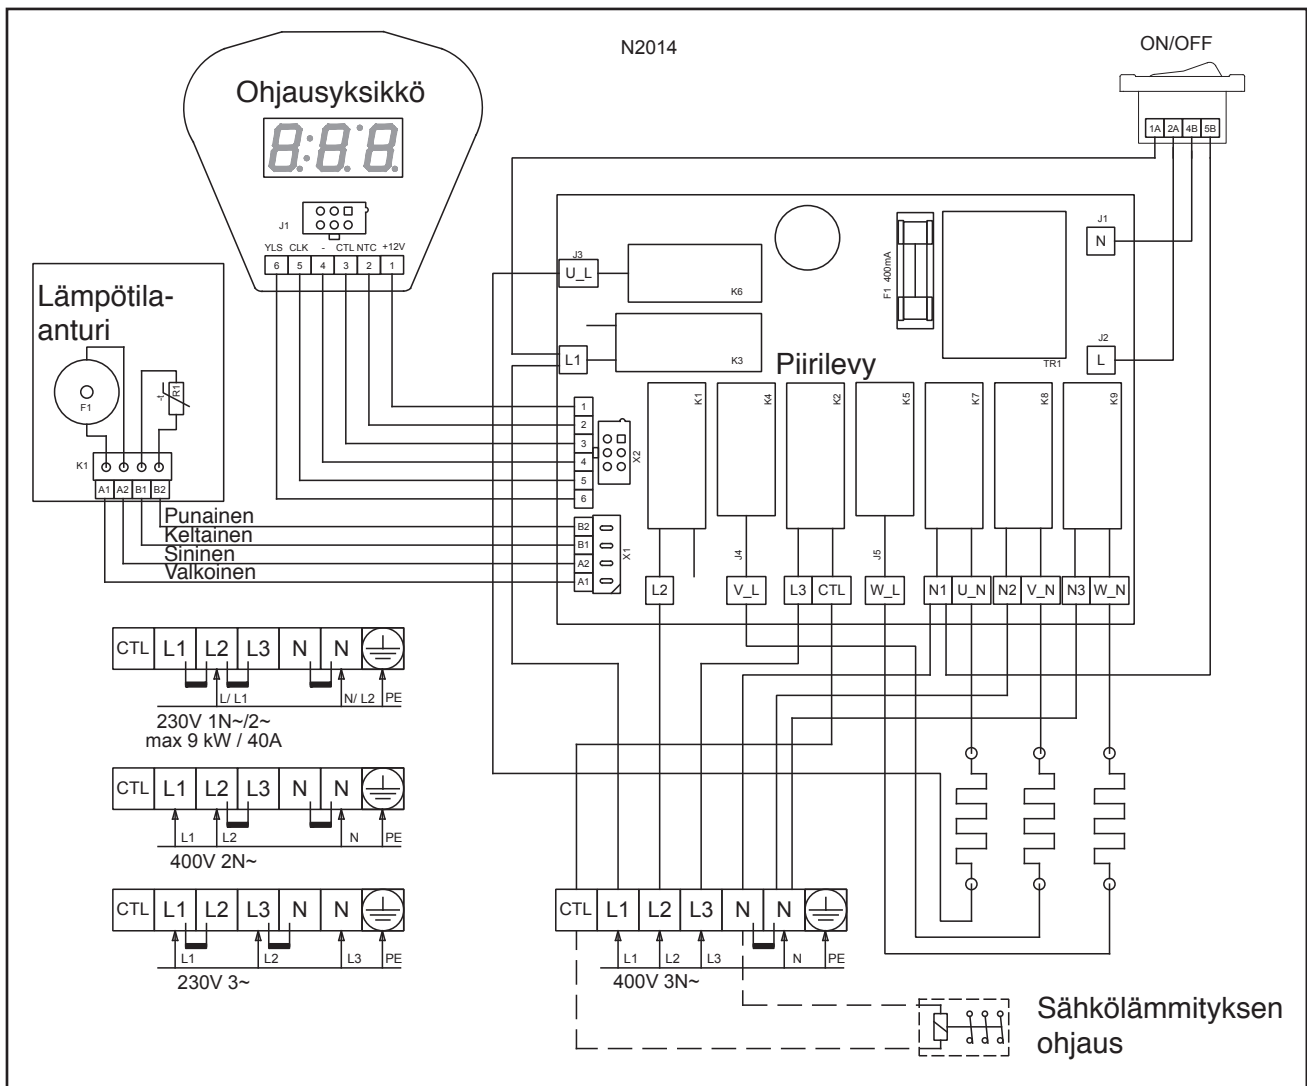 N2014
ON/OFF
1A 2A 4B 5B
Ohjausyksikkö
8:8.8.
J1
YLS CLK - CTL NTC +12V
6 5 4 3 2 1
Lämpötila-
anturi
F1
R1
-t
K1
A1 A2 B1 B2
Punainen
Keltainen
Sininen
Valkoinen
J3
U_L
K6
L1
K3
F1 400mA
TR1
J1
N
J2
L
Piirilevy
K1
K4
K2
K5
K7
K8
K9
1
2
3
4
5
6
X2
B2
B1
A2
A1
X1
J4
J5
L2
V_L
L3 CTL
W_L
N1 U_N N2 V_N N3 W_N
CTL L1 L2 L3 N N
L/ L1 N/ L2 PE
230V 1N~/2~
max 9 kW / 40A
CTL L1 L2 L3 N N
L1 L2 N PE
400V 2N~
CTL L1 L2 L3 N N
L1 L2 L3 PE
230V 3~
CTL L1 L2 L3 N N
L1 L2 L3 N PE
400V 3N~
Sähkölämmityksen
ohjaus